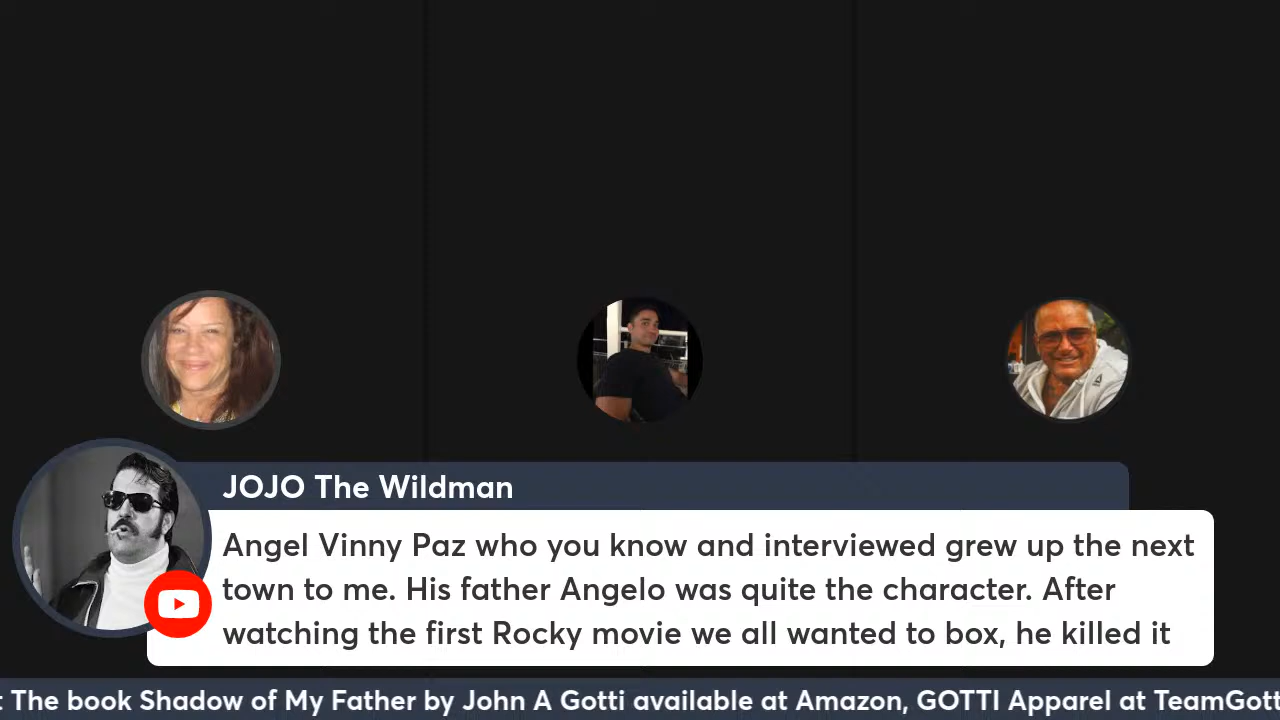 JOJO The Wildman
Angel Vinny Paz who you know and interviewed grew up the next
town to me. His father Angelo was quite the character. After
watching the first Rocky movie we all wanted to box, he killed it
The book Shadow of My Father by John A Gotti available at Amazon, GOTTI Apparel at TeamGott